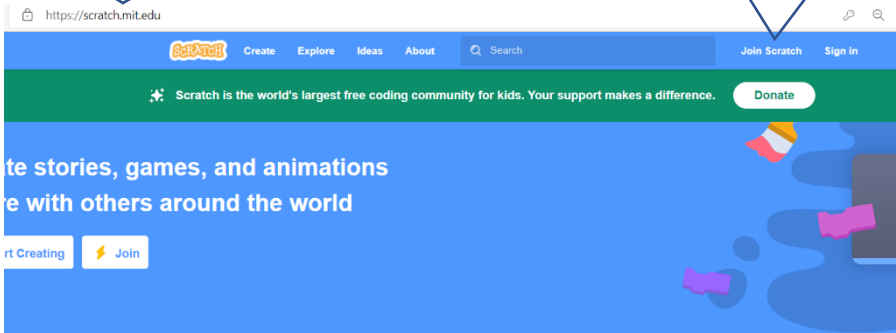 https://scratch.mit.edu
SCRATCH Create Explore Ideas About Search Join Scratch Sign in
Scratch is the world's largest free coding community for kids. Your support makes a difference. Donate
te stories, games, and animations
e with others around the world
rt Creating Join